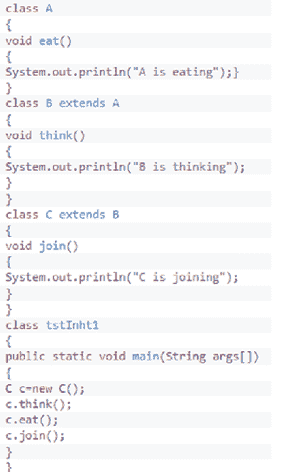 class A
{
void eat()
{
System.out.println("A is eating");}
}
class B extends A
{
void think()
{
System.out.println("B is thinking");
}
}
class C extends B
{
void join()
{
System.out.println("C is joining");
}
}
class tstInht1
{
public static void main(String args[])
{
C c=new C();
c.think();
c.eat();
c.join();
}
}